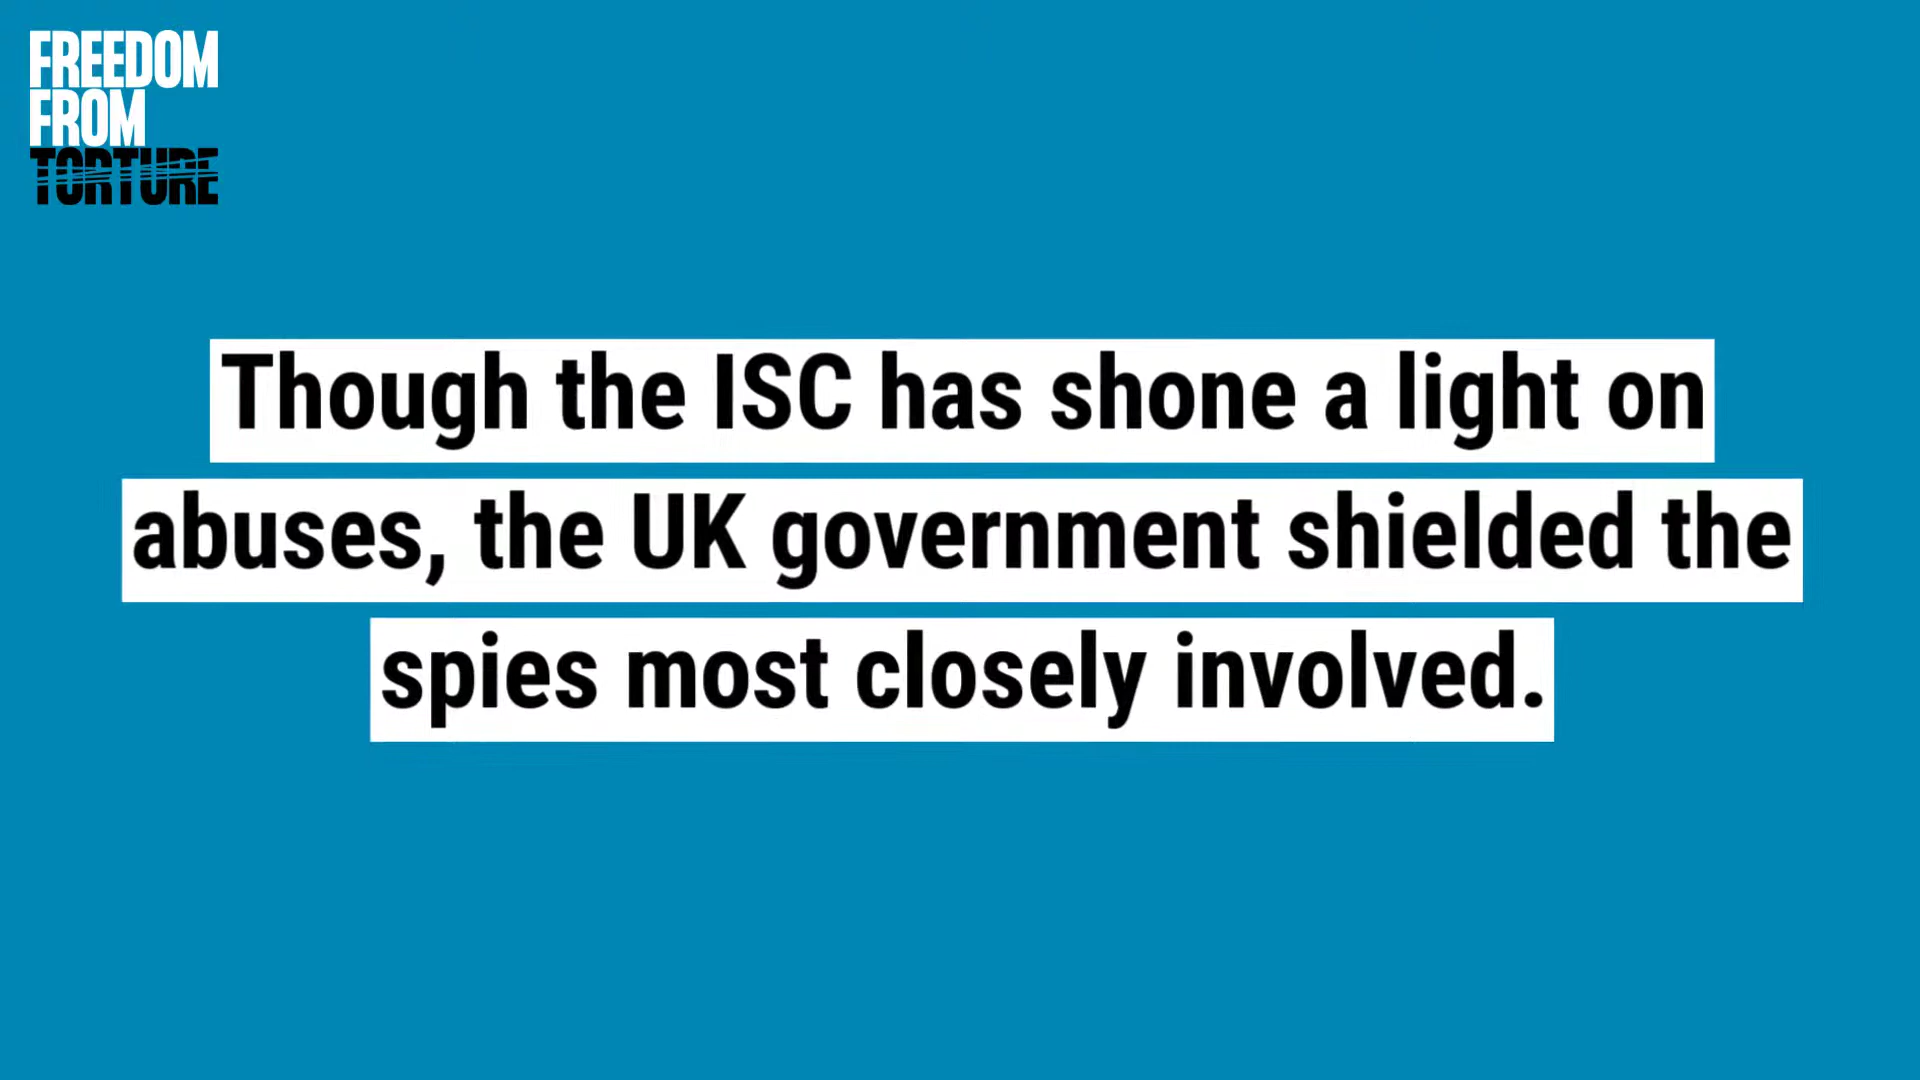 FREEDOM
FROM
TORTURE
Though the ISC has shone a light on
abuses, the UK government shielded the
spies most closely involved.